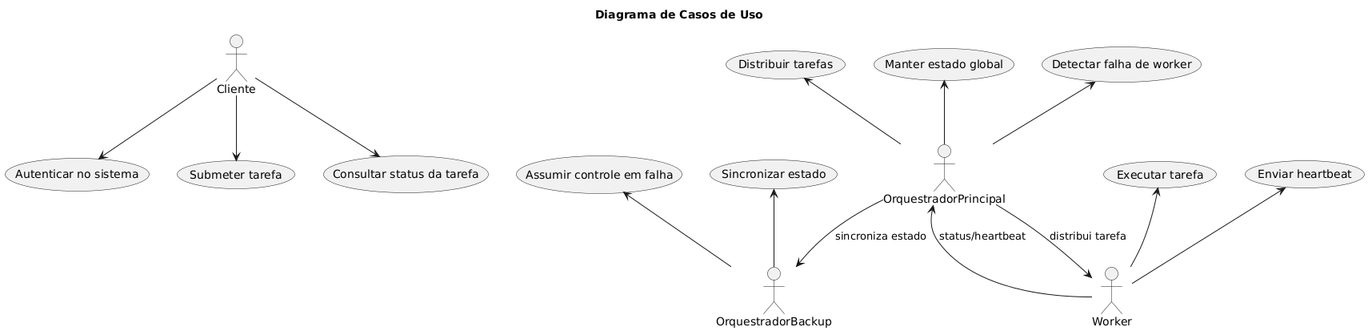 Diagrama de Casos de Uso
Distribuir tarefas
Manter estado global
Detectar falha de worker
Cliente
Autenticar no sistema
Submeter tarefa
Consultar status da tarefa
Assumir controle em falha
Sincronizar estado
Executar tarefa
Enviar heartbeat
OrquestradorPrincipal
sincroniza estado
status/heartbeat
distribui tarefa
OrquestradorBackup
Worker